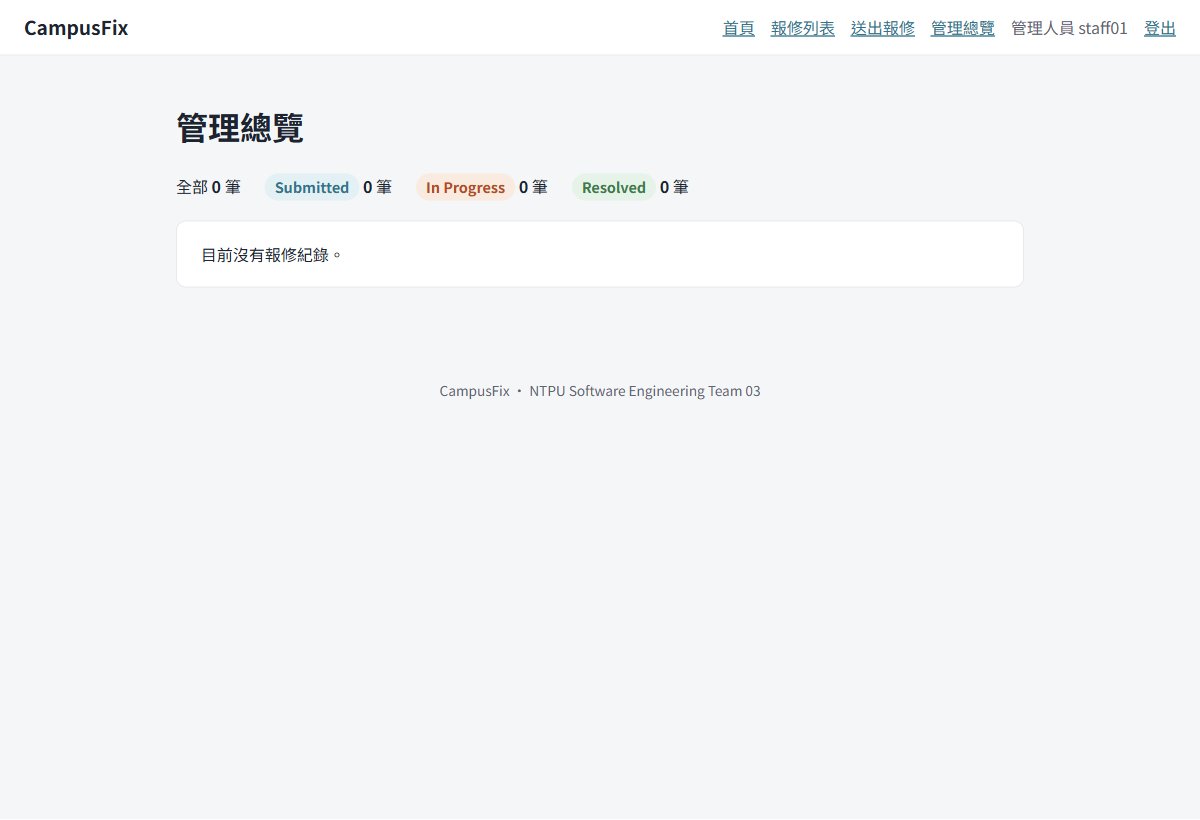 CampusFix 首頁 報修列表 送出報修 管理總覽 管理人員 staff01 登出
管理總覽
全部 0 筆 Submitted 0 筆 In Progress 0 筆 Resolved 0 筆
目前沒有報修紀錄。
CampusFix · NTPU Software Engineering Team 03